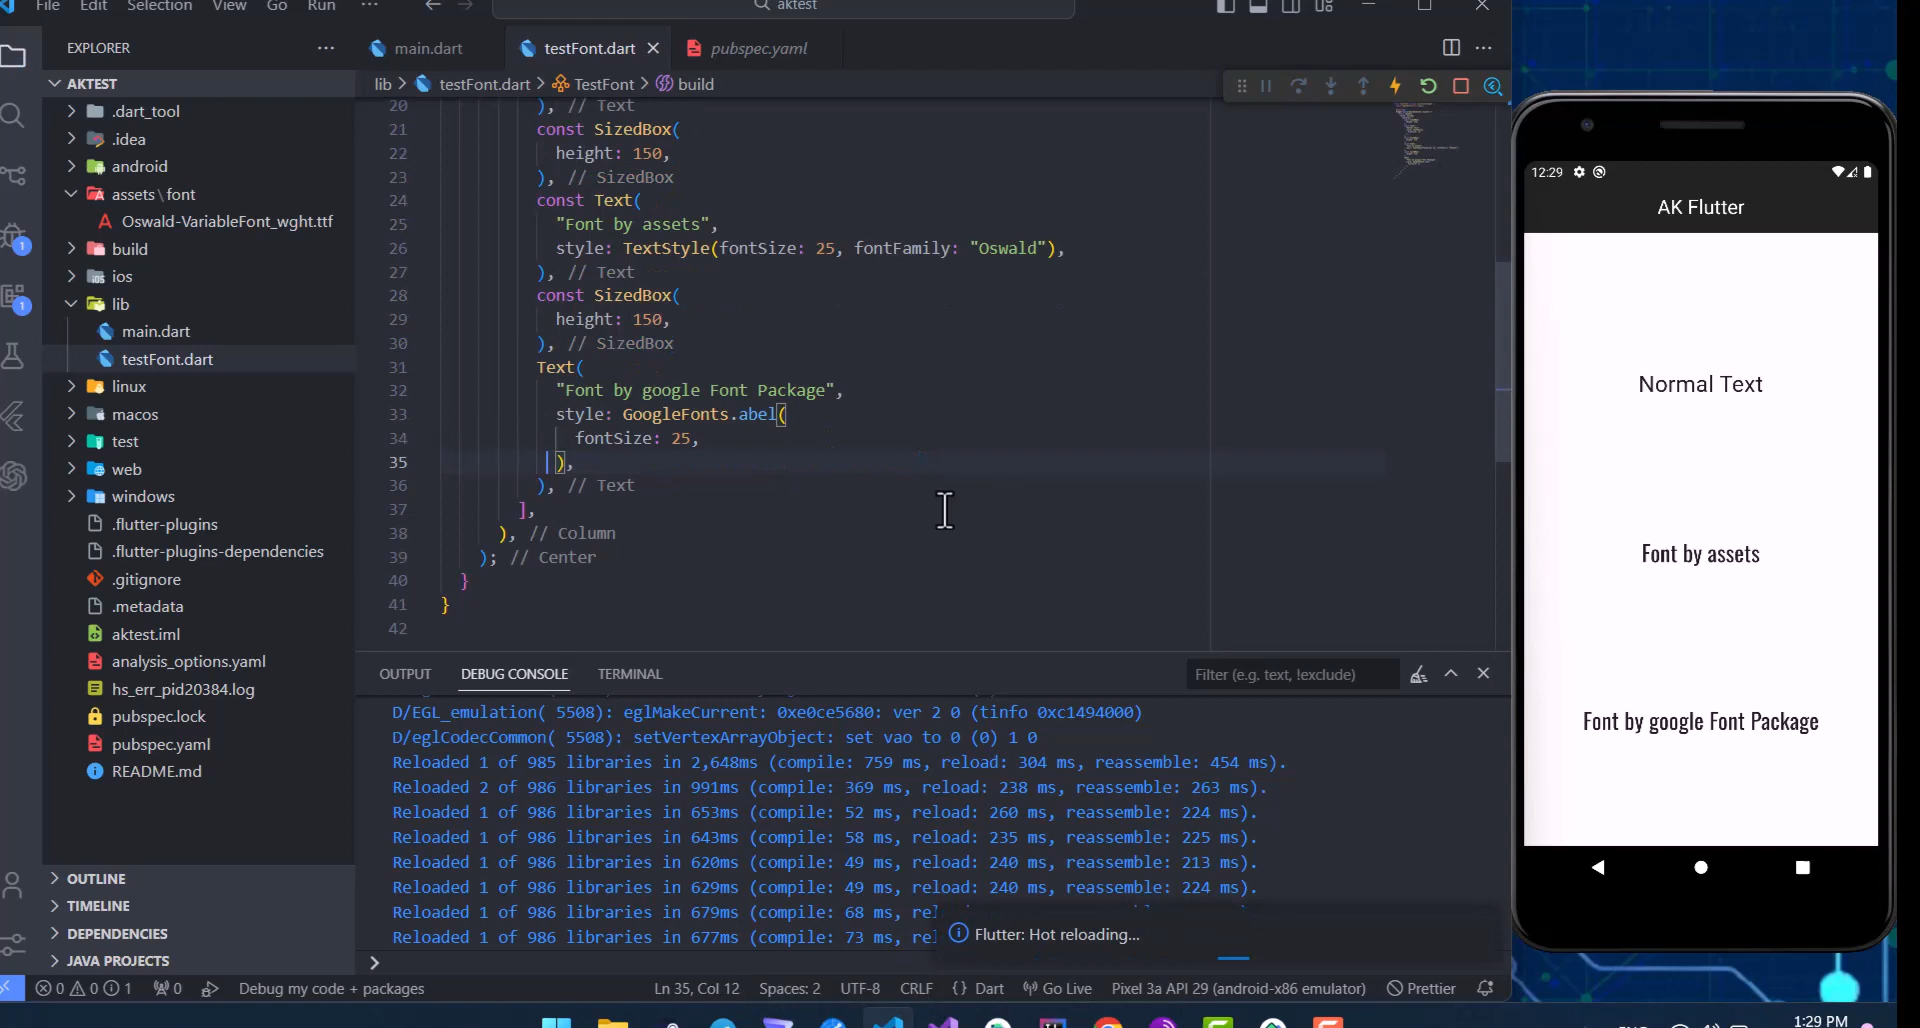 File Edit Selection View Go Run ··· aktest
EXPLORER ···
main.dart testFont.dart pubspec.yaml
AKTEST
lib > testFont.dart > TestFont > build
.dart_tool
.idea
android
assets\font
Oswald-VariableFont_wght.ttf
build
ios
lib
main.dart
testFont.dart
linux
macos
test
web
windows
.flutter-plugins
.flutter-plugins-dependencies
.gitignore
.metadata
aktest.iml
analysis_options.yaml
hs_err_pid20384.log
pubspec.lock
pubspec.yaml
README.md
OUTLINE
TIMELINE
DEPENDENCIES
JAVA PROJECTS
1
1
20 ), // Text
21 const SizedBox(
22 height: 150,
23 ), // SizedBox
24 const Text(
25 "Font by assets",
26 style: TextStyle(fontSize: 25, fontFamily: "Oswald"),
27 ), // Text
28 const SizedBox(
29 height: 150,
30 ), // SizedBox
31 Text(
32 "Font by google Font Package",
33 style: GoogleFonts.abel(
34 fontSize: 25,
35 ),
36 ), // Text
37 ],
38 ), // Column
39 ); // Center
40 }
41 }
42
OUTPUT DEBUG CONSOLE TERMINAL Filter (e.g. text, !exclude)
D/EGL_emulation( 5508): eglMakeCurrent: 0xe0ce5680: ver 2 0 (tinfo 0xc1494000)
D/eglCodecCommon( 5508): setVertexArrayObject: set vao to 0 (0) 1 0
Reloaded 1 of 985 libraries in 2,648ms (compile: 759 ms, reload: 304 ms, reassemble: 454 ms).
Reloaded 2 of 986 libraries in 991ms (compile: 369 ms, reload: 238 ms, reassemble: 263 ms).
Reloaded 1 of 986 libraries in 653ms (compile: 52 ms, reload: 260 ms, reassemble: 224 ms).
Reloaded 1 of 986 libraries in 643ms (compile: 58 ms, reload: 235 ms, reassemble: 225 ms).
Reloaded 1 of 986 libraries in 620ms (compile: 49 ms, reload: 240 ms, reassemble: 213 ms).
Reloaded 1 of 986 libraries in 629ms (compile: 49 ms, reload: 240 ms, reassemble: 224 ms).
Reloaded 1 of 986 libraries in 679ms (compile: 68 ms, rel
Reloaded 1 of 986 libraries in 677ms (compile: 73 ms, rel
Flutter: Hot reloading...
0 0 1 0 Debug my code + packages Ln 35, Col 12 Spaces: 2 UTF-8 CRLF {} Dart Go Live Pixel 3a API 29 (android-x86 emulator) Prettier
12:29
AK Flutter
Normal Text
Font by assets
Font by google Font Package
1:29 PM